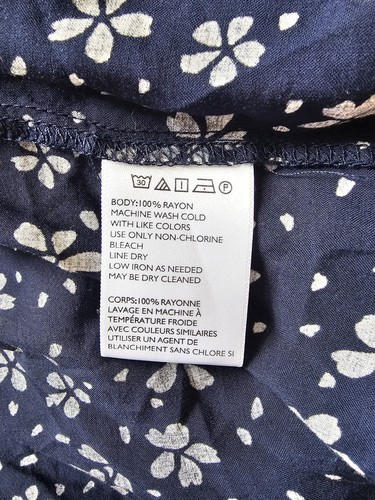 30 P
BODY:100% RAYON
MACHINE WASH COLD
WITH LIKE COLORS
USE ONLY NON-CHLORINE
BLEACH
LINE DRY
LOW IRON AS NEEDED
MAY BE DRY CLEANED
CORPS:100% RAYONNE
LAVAGE EN MACHINE À
TEMPÉRATURE FROIDE
AVEC COULEURS SIMILAIRES
UTILISER UN AGENT DE
BLANCHIMENT SANS CHLORE SI